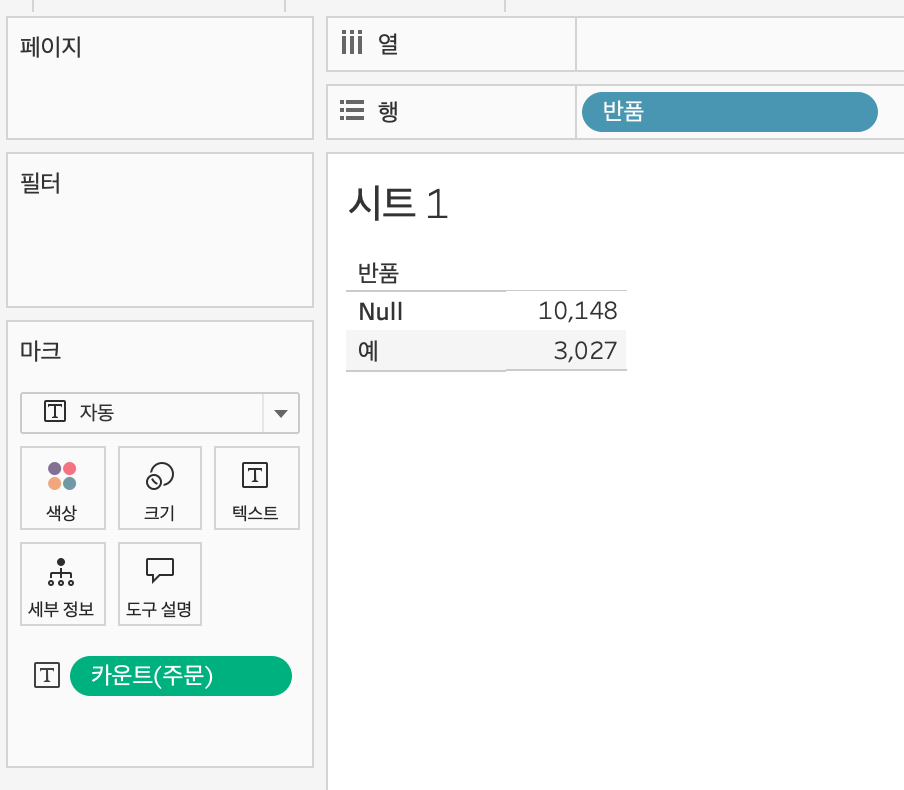 페이지
열
행
반품
필터
시트 1
반품
Null 10,148
예 3,027
마크
자동
색상
크기
텍스트
세부 정보
도구 설명
카운트(주문)